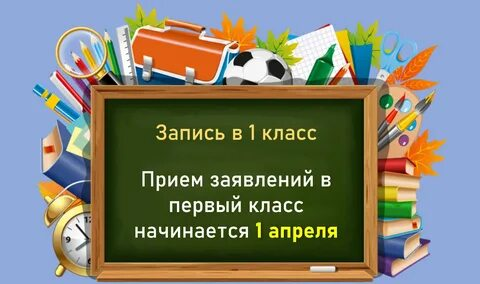 Запись в 1 класс
Прием заявлений в
первый класс
начинается 1 апреля